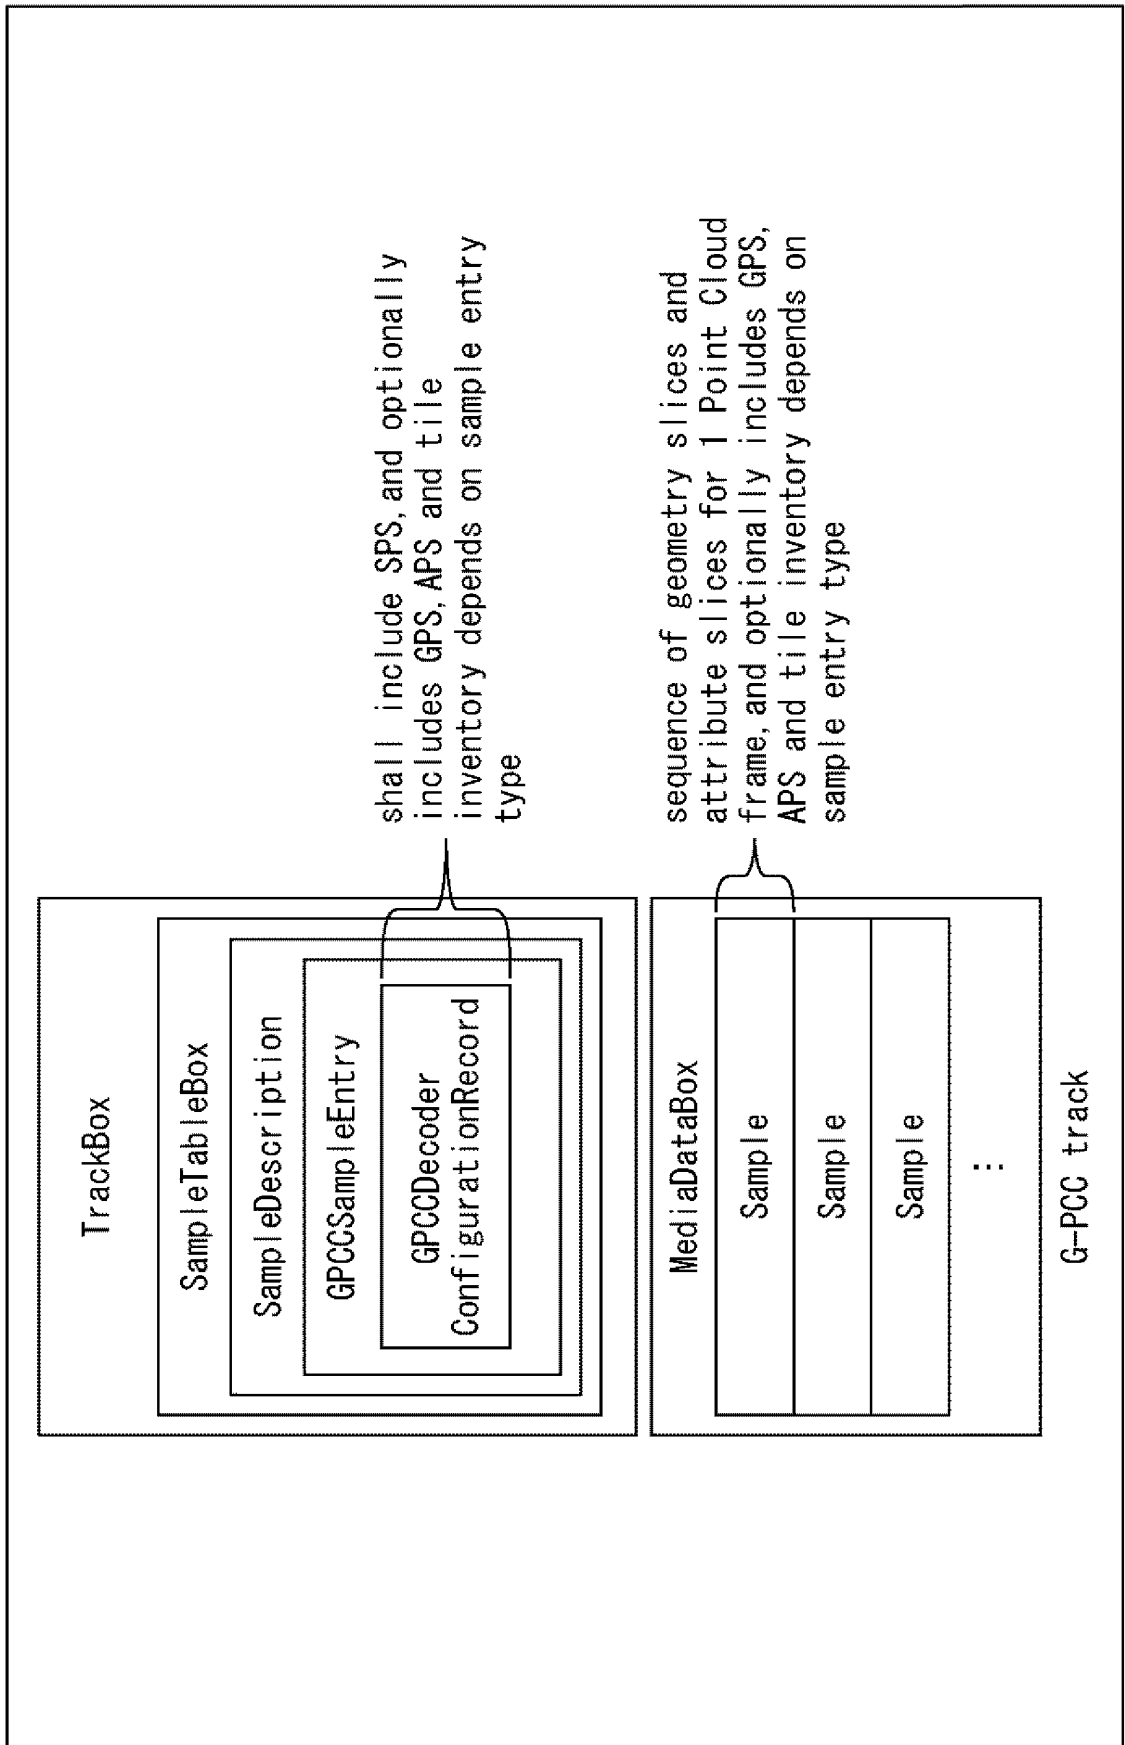 TrackBox
SampleTableBox
SampleDescription
GPCCSampleEntry
GPCCDecoder
ConfigurationRecord
shall include SPS, and optionally
includes GPS, APS and tile
inventory depends on sample entry
type
MediaDataBox
Sample
Sample
Sample
...
sequence of geometry slices and
attribute slices for 1 Point Cloud
frame, and optionally includes GPS,
APS and tile inventory depends on
sample entry type
G-PCC track